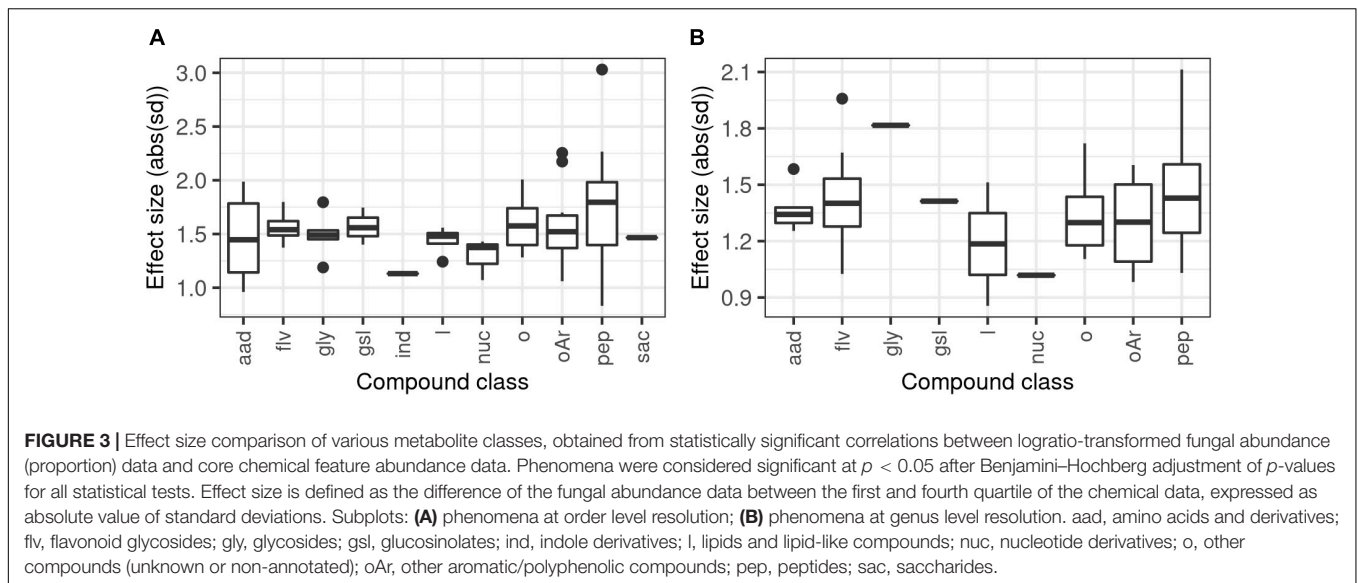 A
B
Effect size (abs(sd))
3.0
2.5
2.0
1.5
1.0
aad
flv
gly
gsl
ind
l
nuc
o
oAr
pep
sac
Compound class
Effect size (abs(sd))
2.1
1.8
1.5
1.2
0.9
aad
flv
gly
gsl
l
nuc
o
oAr
pep
Compound class
FIGURE 3 | Effect size comparison of various metabolite classes, obtained from statistically significant correlations between logratio-transformed fungal abundance
(proportion) data and core chemical feature abundance data. Phenomena were considered significant at p < 0.05 after Benjamini–Hochberg adjustment of p-values
for all statistical tests. Effect size is defined as the difference of the fungal abundance data between the first and fourth quartile of the chemical data, expressed as
absolute value of standard deviations. Subplots: (A) phenomena at order level resolution; (B) phenomena at genus level resolution. aad, amino acids and derivatives;
flv, flavonoid glycosides; gly, glycosides; gsl, glucosinolates; ind, indole derivatives; l, lipids and lipid-like compounds; nuc, nucleotide derivatives; o, other
compounds (unknown or non-annotated); oAr, other aromatic/polyphenolic compounds; pep, peptides; sac, saccharides.